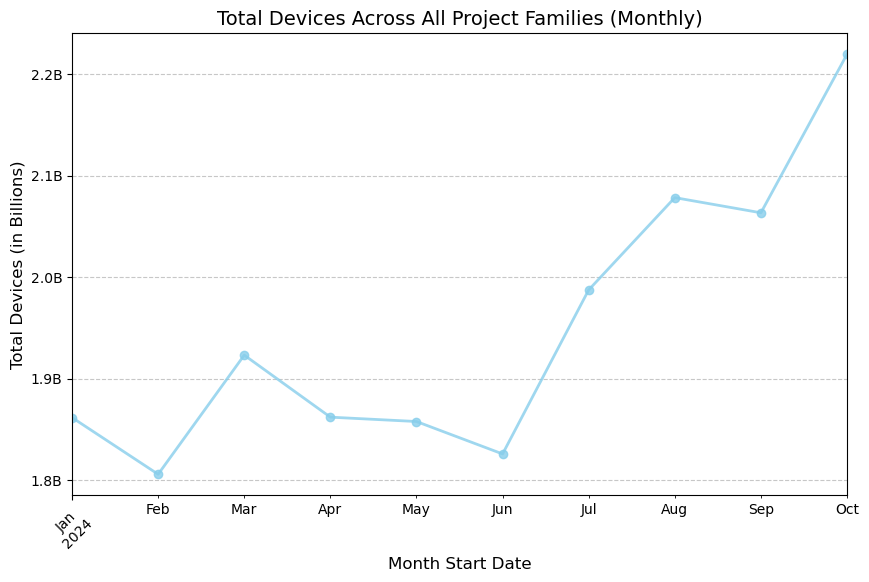 Total Devices Across All Project Families (Monthly)
Total Devices (in Billions)
2.2B
2.1B
2.0B
1.9B
1.8B
Jan
2024
Feb
Mar
Apr
May
Jun
Jul
Aug
Sep
Oct
Month Start Date